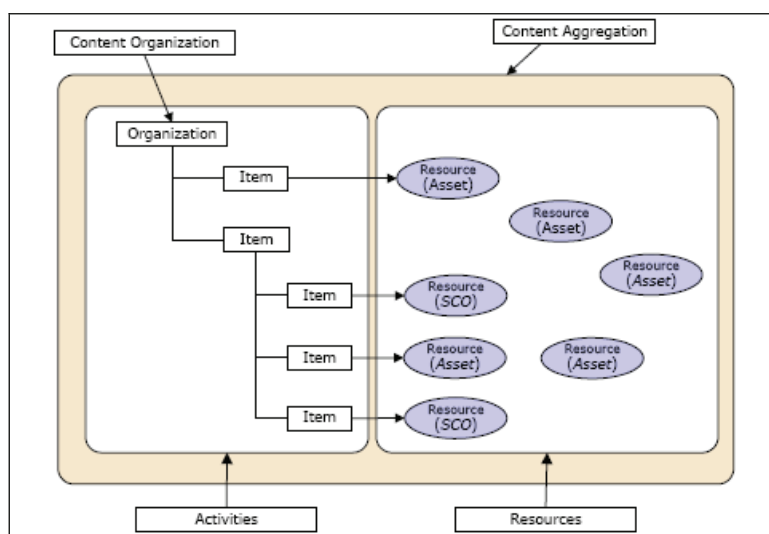 Content Organization
Content Aggregation
Organization
Item
Resource
(Asset)
Resource
(Asset)
Item
Resource
(Asset)
Item
Resource
(SCO)
Item
Resource
(Asset)
Resource
(Asset)
Item
Resource
(SCO)
Activities
Resources